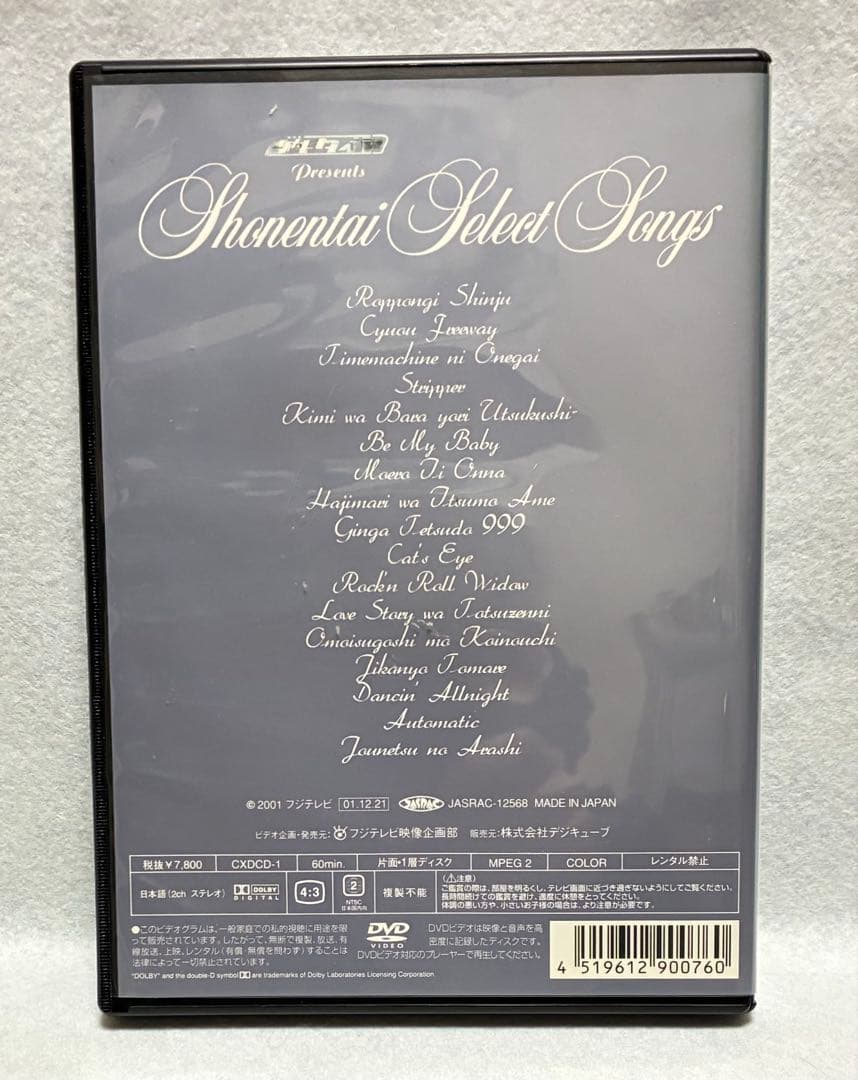 Presents
Shonentai Select Songs
Roppongi Shinju
Cyuou Freeway
Timemachine ni Onegai
Stripper
Kimi wa Bara yori Utsukushi-
Be My Baby
Moero Ii Onna
Hajimari wa Itsumo Ame
Ginga Tetsudo 999
Cat's Eye
Rock'n Roll Widow
Love Story wa Totsuzenni
Omoisugoshi mo Koinouchi
Jikanyo Tomare
Dancin' Allnight
Automatic
Jounetsu no Arashi
© 2001 フジテレビ 01.12.21 JASRAC JASRAC-12568 MADE IN JAPAN
ビデオ企画・発売元: フジテレビ映像企画部 販売元: 株式会社デジキューブ
税抜¥7,800 CXDCD-1 60min. 片面・1層ディスク MPEG 2 COLOR レンタル禁止
日本語 (2ch ステレオ) DOLBY DIGITAL 4:3 2 NTSC 日本国内向 複製不能
(⚠注意)
ご鑑賞の際は、部屋を明るくし、テレビ画面に近づき過ぎないようにしてご覧ください。
長時間続けての鑑賞を避け、適度に休憩をとってください。
体調の悪い方や、小さいお子様の場合は、より注意が必要です。
●このビデオグラムは、一般家庭での私的視聴に用途を限
って販売されています。したがって、無断で複製、放送、有
線放送、上映、レンタル(有償・無償を問わず)することは
法律によって一切禁止されています。
"DOLBY" and the double-D symbol are trademarks of Dolby Laboratories Licensing Corporation.
DVD VIDEO
DVDビデオは映像と音声を高
密度に記録したディスクです。
DVDビデオ対応のプレーヤーで再生してください。
4 519612 900760